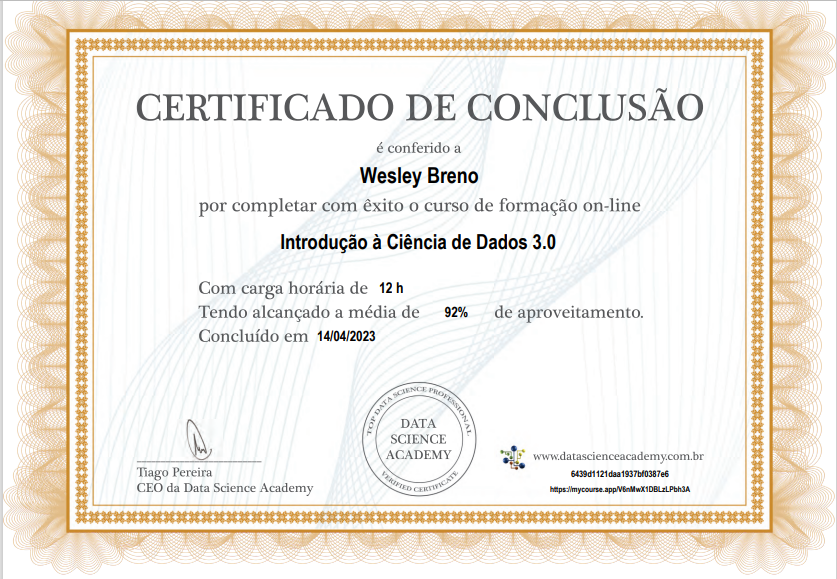 CERTIFICADO DE CONCLUSÃO
é conferido a
Wesley Breno
por completar com êxito o curso de formação on-line
Introdução à Ciência de Dados 3.0
Com carga horária de 12 h
Tendo alcançado a média de 92% de aproveitamento.
Concluído em 14/04/2023
TOP DATA SCIENCE PROFESSIONAL
DATA
SCIENCE
ACADEMY
VERIFIED CERTIFICATE
Tiago Pereira
CEO da Data Science Academy
www.datascienceacademy.com.br
6439d1121daa1937bf0387e6
https://mycourse.app/V6nMwX1DBLzLPbh3A